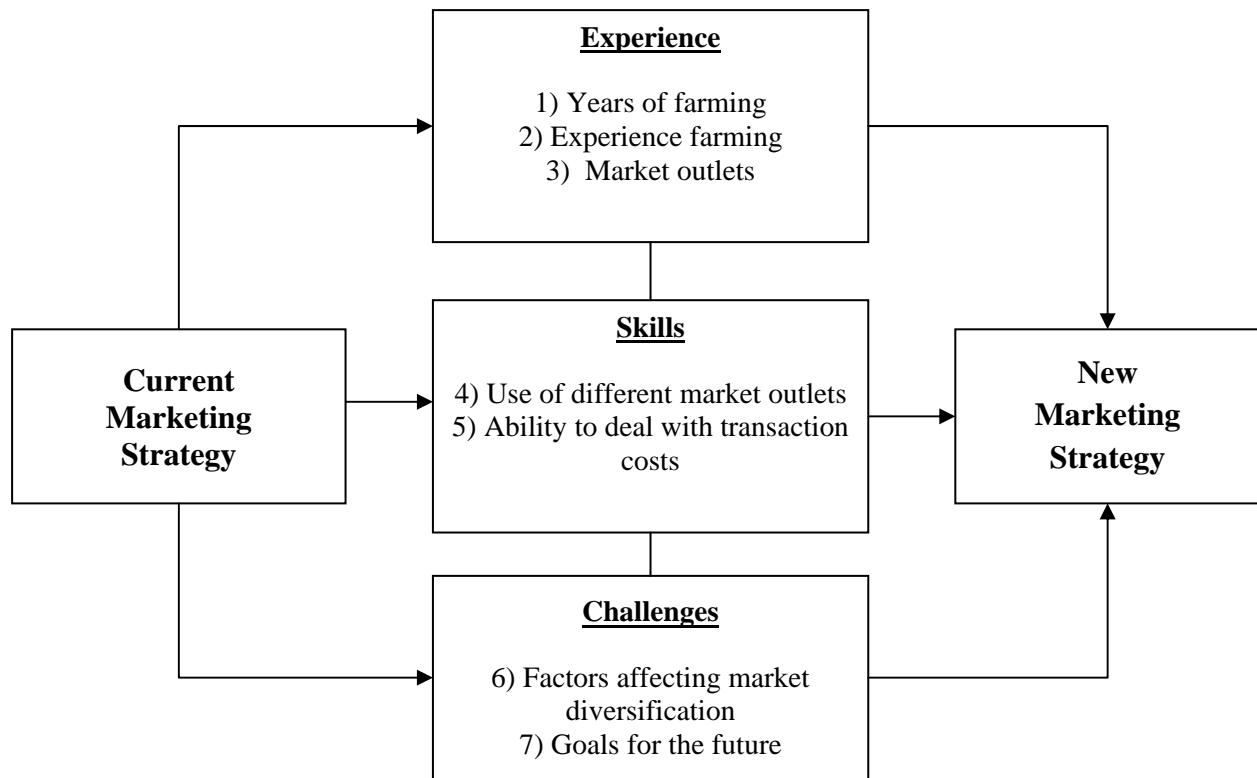 Experience
1) Years of farming
2) Experience farming
3) Market outlets
Current
Marketing
Strategy
Skills
4) Use of different market outlets
5) Ability to deal with transaction
costs
New
Marketing
Strategy
Challenges
6) Factors affecting market
diversification
7) Goals for the future